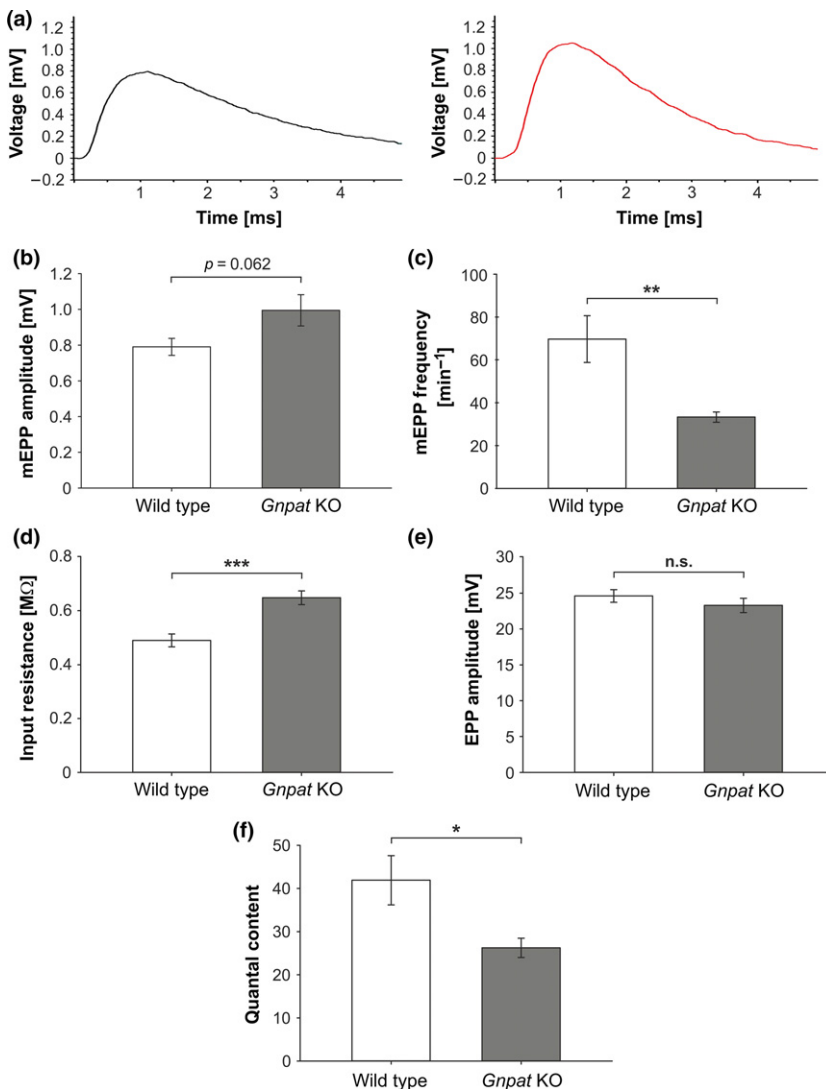 (a)
Voltage [mV]
1.2
1.0
0.8
0.6
0.4
0.2
0
−0.2
1 2 3 4
Time [ms]
Voltage [mV]
1.2
1.0
0.8
0.6
0.4
0.2
0
−0.2
1 2 3 4
Time [ms]
(b)
p = 0.062
mEPP amplitude [mV]
1.2
1.0
0.8
0.6
0.4
0.2
0
Wild type Gnpat KO
(c)
**
mEPP frequency
[min−1]
100
80
60
40
20
0
Wild type Gnpat KO
(d)
***
Input resistance [MΩ]
0.8
0.6
0.4
0.2
0
Wild type Gnpat KO
(e)
n.s.
EPP amplitude [mV]
30
25
20
15
10
5
0
Wild type Gnpat KO
(f)
*
Quantal content
50
40
30
20
10
0
Wild type Gnpat KO